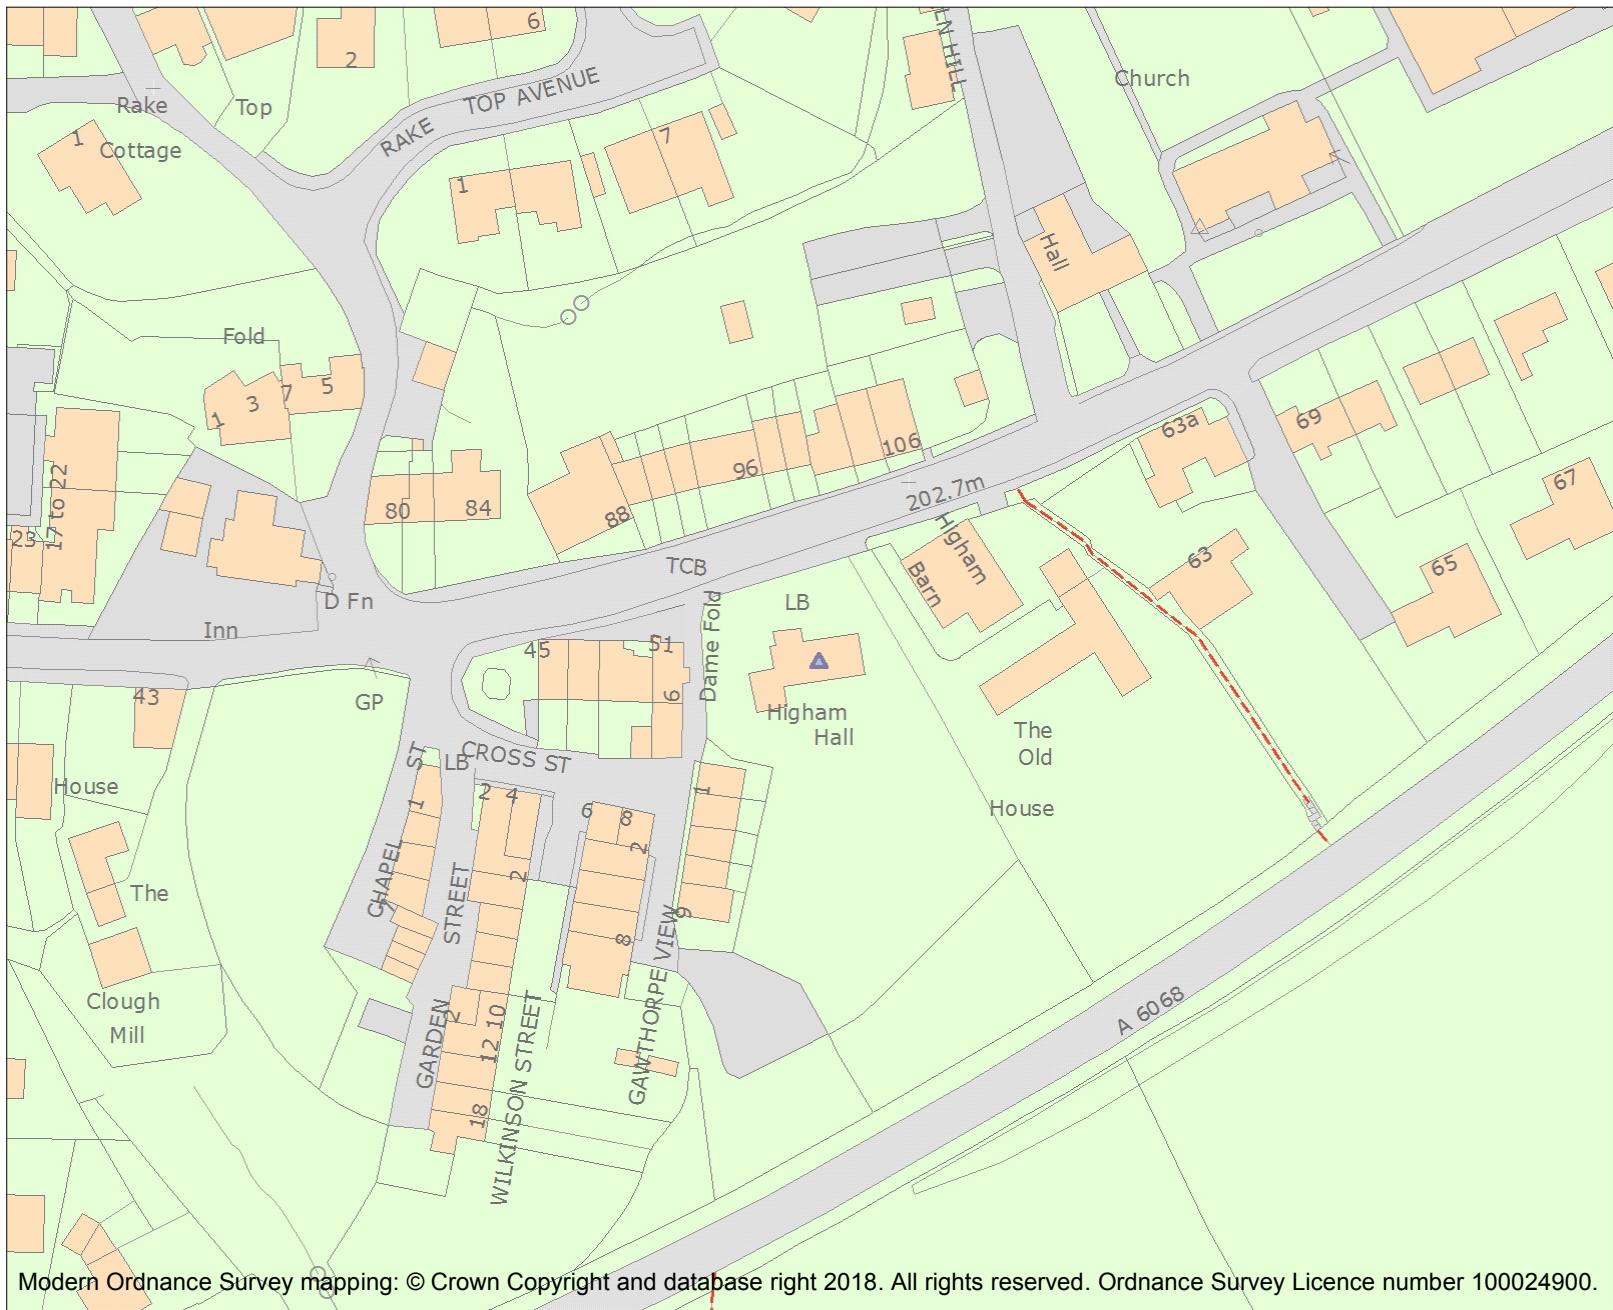 6
2
LN HILL
Church
Rake
Top
TOP AVENUE
RAKE
1
Cottage
7
1
Hall
Fold
1
3
7
5
106
96
88
63a
69
67
17 to 22
23
80
84
202.7m
Higham
Barn
63
65
TCB
D Fn
Inn
LB
45
51
Dame Fold
6
43
GP
Higham
Hall
The
Old
House
House
ST
LB
CROSS ST
1
2
4
6
8
2
1
CHAPEL
7
STREET
2
8
9
The
Clough
Mill
GARDEN
2
10
12
18
WILKINSON STREET
GAWTHORPE VIEW
A 6068
Modern Ordnance Survey mapping: © Crown Copyright and database right 2018. All rights reserved. Ordnance Survey Licence number 100024900.